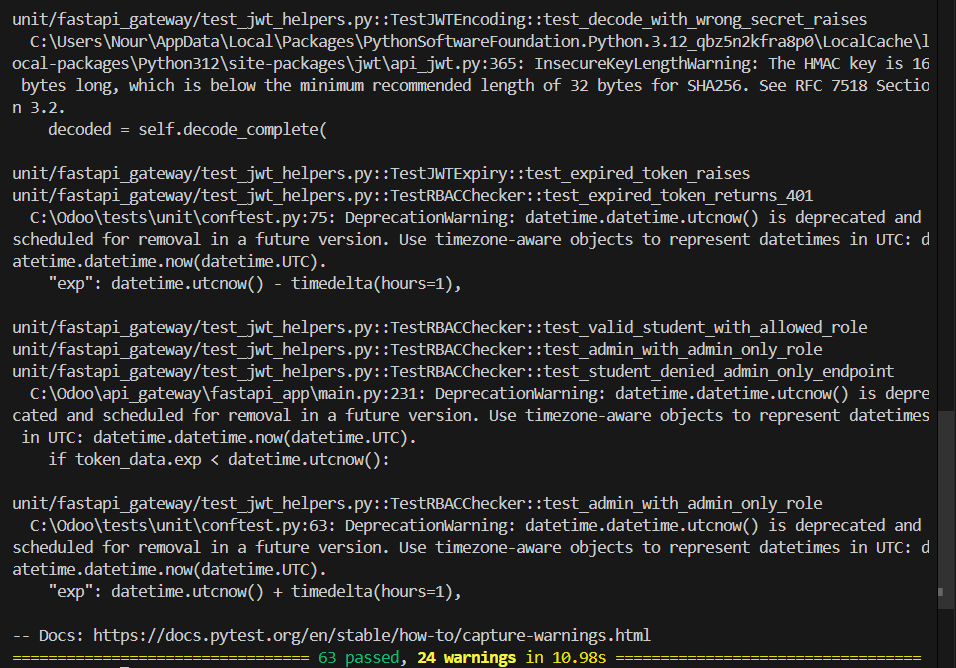 unit/fastapi_gateway/test_jwt_helpers.py::TestJWTEncoding::test_decode_with_wrong_secret_raises
  C:\Users\Nour\AppData\Local\Packages\PythonSoftwareFoundation.Python.3.12_qbz5n2kfra8p0\LocalCache\l
ocal-packages\Python312\site-packages\jwt\api_jwt.py:365: InsecureKeyLengthWarning: The HMAC key is 16
 bytes long, which is below the minimum recommended length of 32 bytes for SHA256. See RFC 7518 Sectio
n 3.2.
    decoded = self.decode_complete(

unit/fastapi_gateway/test_jwt_helpers.py::TestJWTExpiry::test_expired_token_raises
unit/fastapi_gateway/test_jwt_helpers.py::TestRBACChecker::test_expired_token_returns_401
  C:\Odoo\tests\unit\conftest.py:75: DeprecationWarning: datetime.datetime.utcnow() is deprecated and
scheduled for removal in a future version. Use timezone-aware objects to represent datetimes in UTC: d
atetime.datetime.now(datetime.UTC).
    "exp": datetime.utcnow() - timedelta(hours=1),

unit/fastapi_gateway/test_jwt_helpers.py::TestRBACChecker::test_valid_student_with_allowed_role
unit/fastapi_gateway/test_jwt_helpers.py::TestRBACChecker::test_admin_with_admin_only_role
unit/fastapi_gateway/test_jwt_helpers.py::TestRBACChecker::test_student_denied_admin_only_endpoint
  C:\Odoo\api_gateway\fastapi_app\main.py:231: DeprecationWarning: datetime.datetime.utcnow() is depre
cated and scheduled for removal in a future version. Use timezone-aware objects to represent datetimes
 in UTC: datetime.datetime.now(datetime.UTC).
    if token_data.exp < datetime.utcnow():

unit/fastapi_gateway/test_jwt_helpers.py::TestRBACChecker::test_admin_with_admin_only_role
  C:\Odoo\tests\unit\conftest.py:63: DeprecationWarning: datetime.datetime.utcnow() is deprecated and
scheduled for removal in a future version. Use timezone-aware objects to represent datetimes in UTC: d
atetime.datetime.now(datetime.UTC).
    "exp": datetime.utcnow() + timedelta(hours=1),

-- Docs: https://docs.pytest.org/en/stable/how-to/capture-warnings.html
================================= 63 passed, 24 warnings in 10.98s ==================================